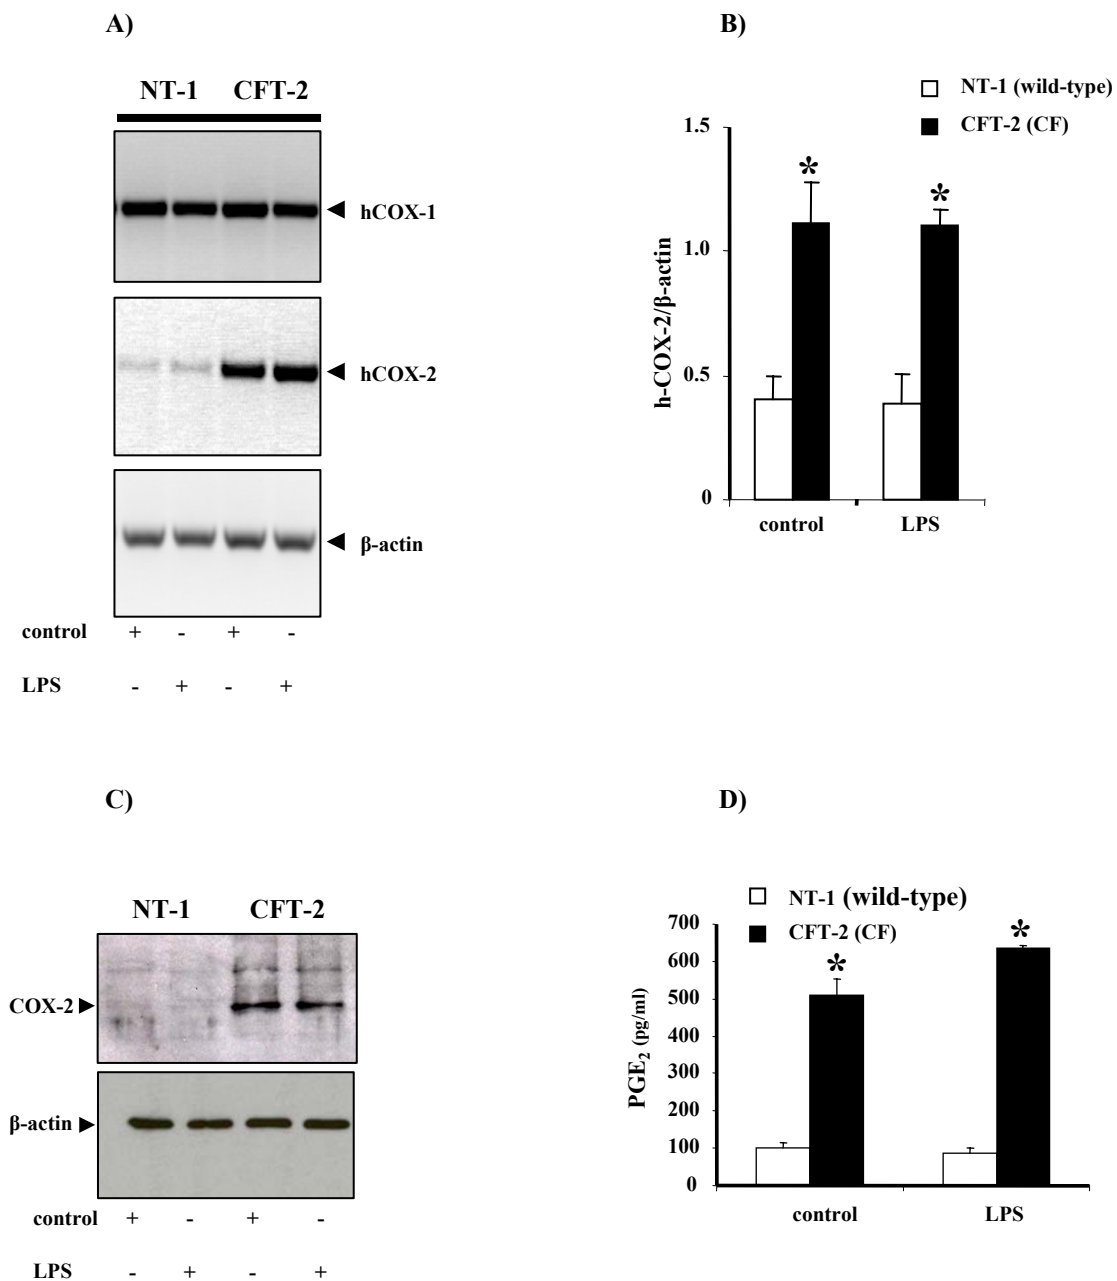 A)
NT-1 CFT-2
hCOX-1
hCOX-2
β-actin
control + - + -
LPS - + - +
B)
NT-1 (wild-type)
CFT-2 (CF)
1.5
1.0
0.5
0
h-COX-2/β-actin
* *
control LPS
C)
NT-1 CFT-2
COX-2
β-actin
control + - + -
LPS - + - +
D)
NT-1 (wild-type)
CFT-2 (CF)
700
600
500
400
300
200
100
0
PGE₂ (pg/ml)
* *
control LPS